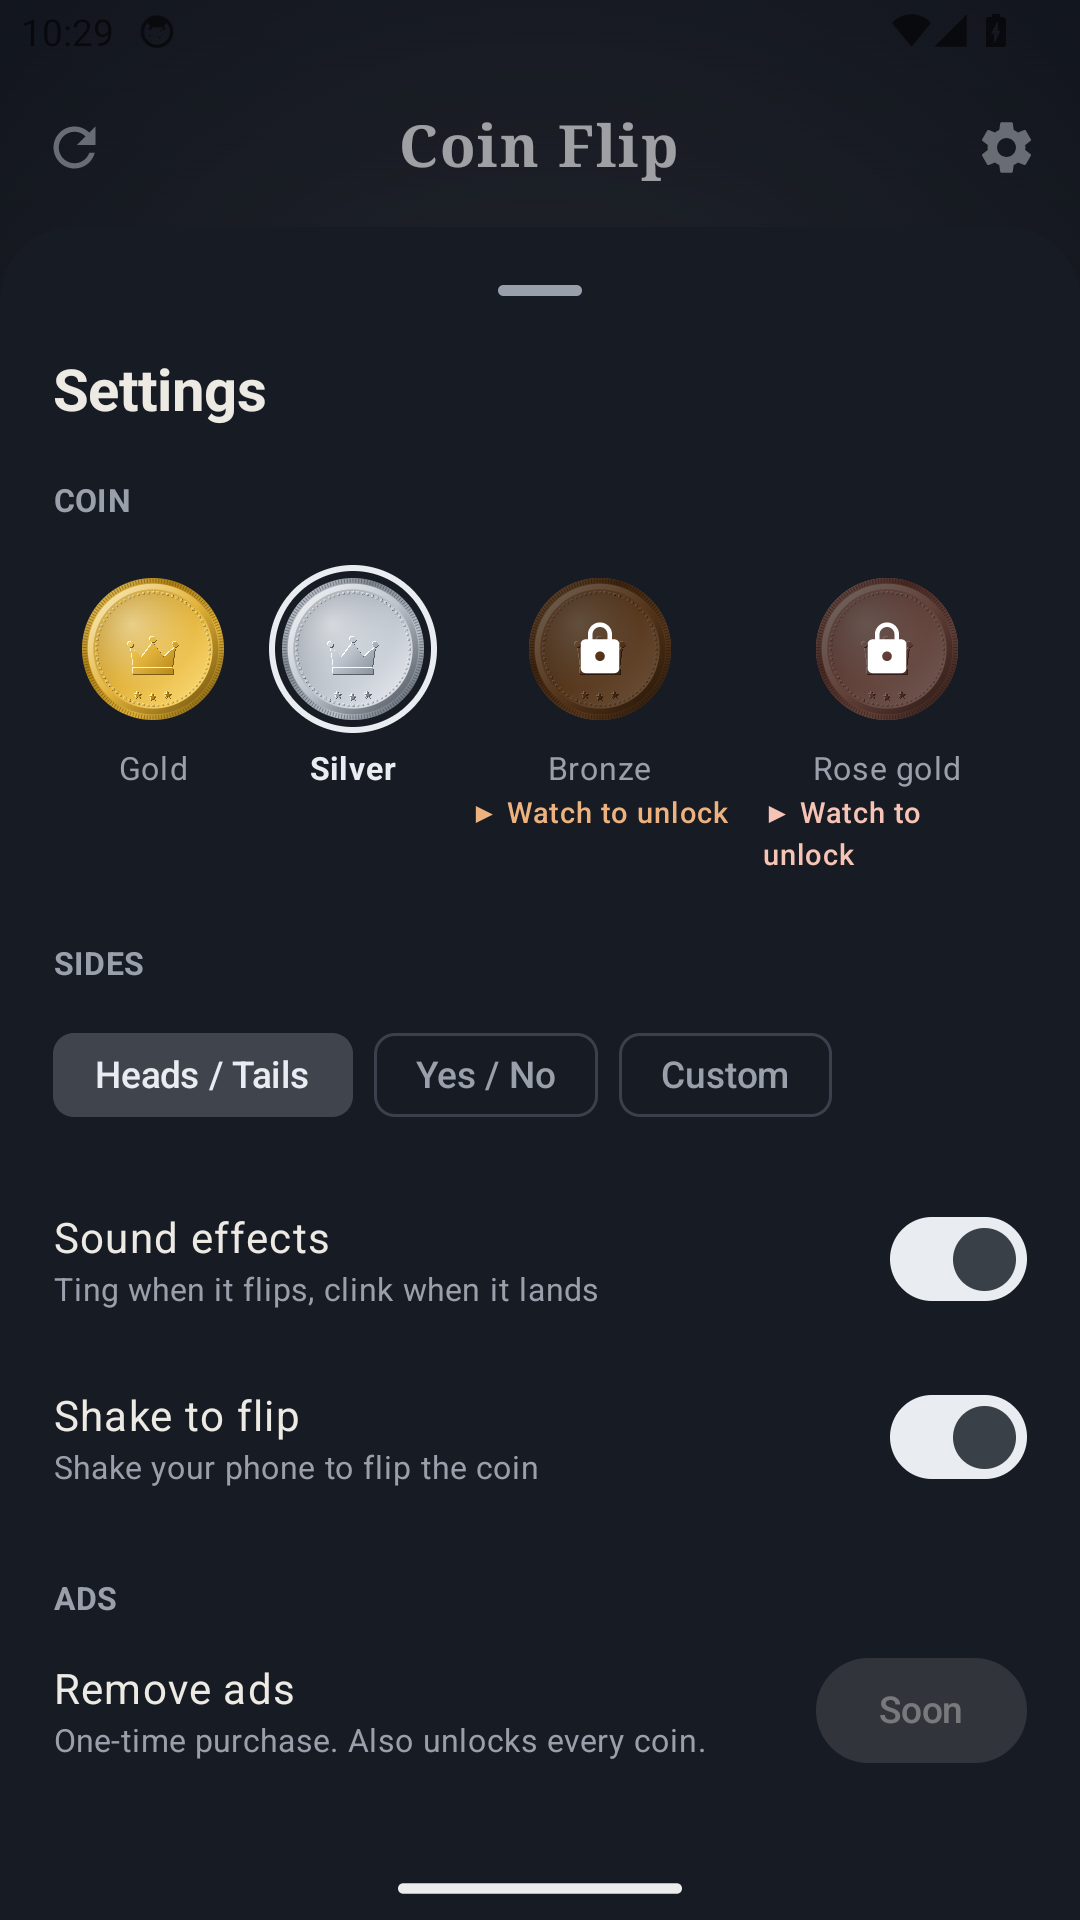 10:29
Coin Flip
Settings
COIN
Gold
Silver
Bronze
Rose gold
► Watch to unlock
► Watch to
unlock
SIDES
Heads / Tails
Yes / No
Custom
Sound effects
Ting when it flips, clink when it lands
Shake to flip
Shake your phone to flip the coin
ADS
Remove ads
One-time purchase. Also unlocks every coin.
Soon